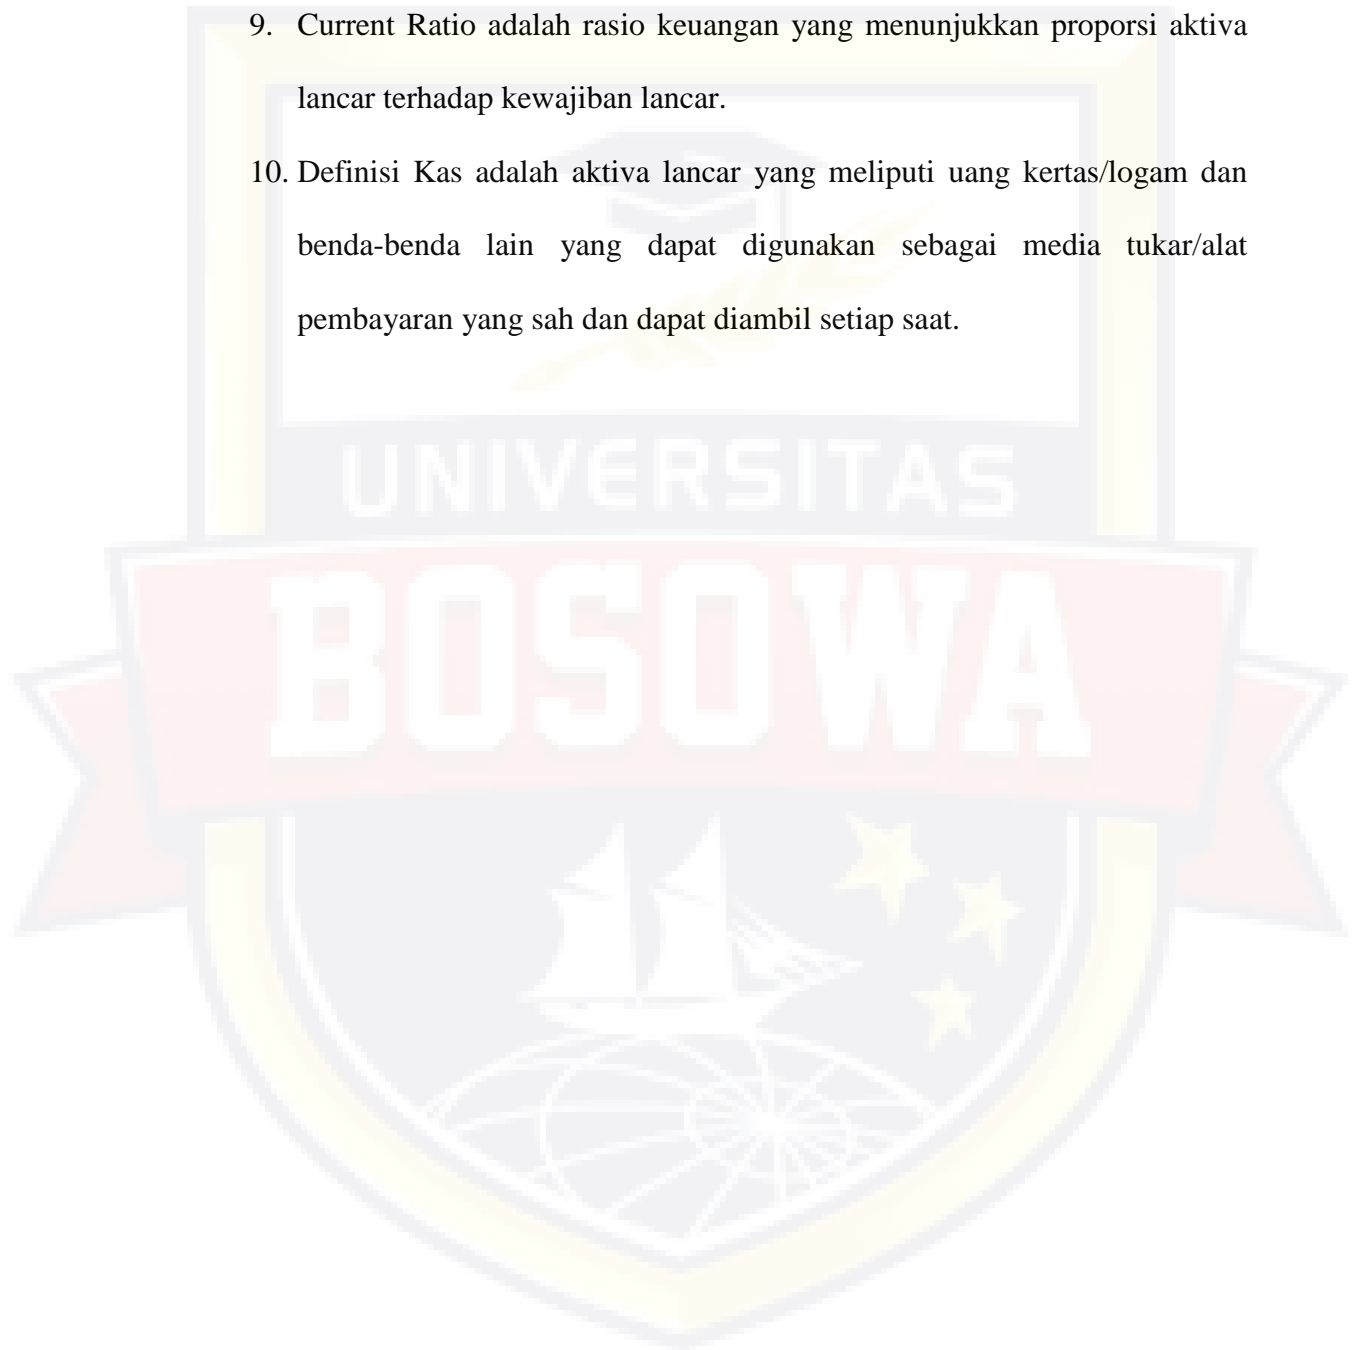 9. Current Ratio adalah rasio keuangan yang menunjukkan proporsi aktiva
lancar terhadap kewajiban lancar.
10. Definisi Kas adalah aktiva lancar yang meliputi uang kertas/logam dan
benda-benda lain yang dapat digunakan sebagai media tukar/alat
pembayaran yang sah dan dapat diambil setiap saat.
UNIVERSITAS
BOSOWA